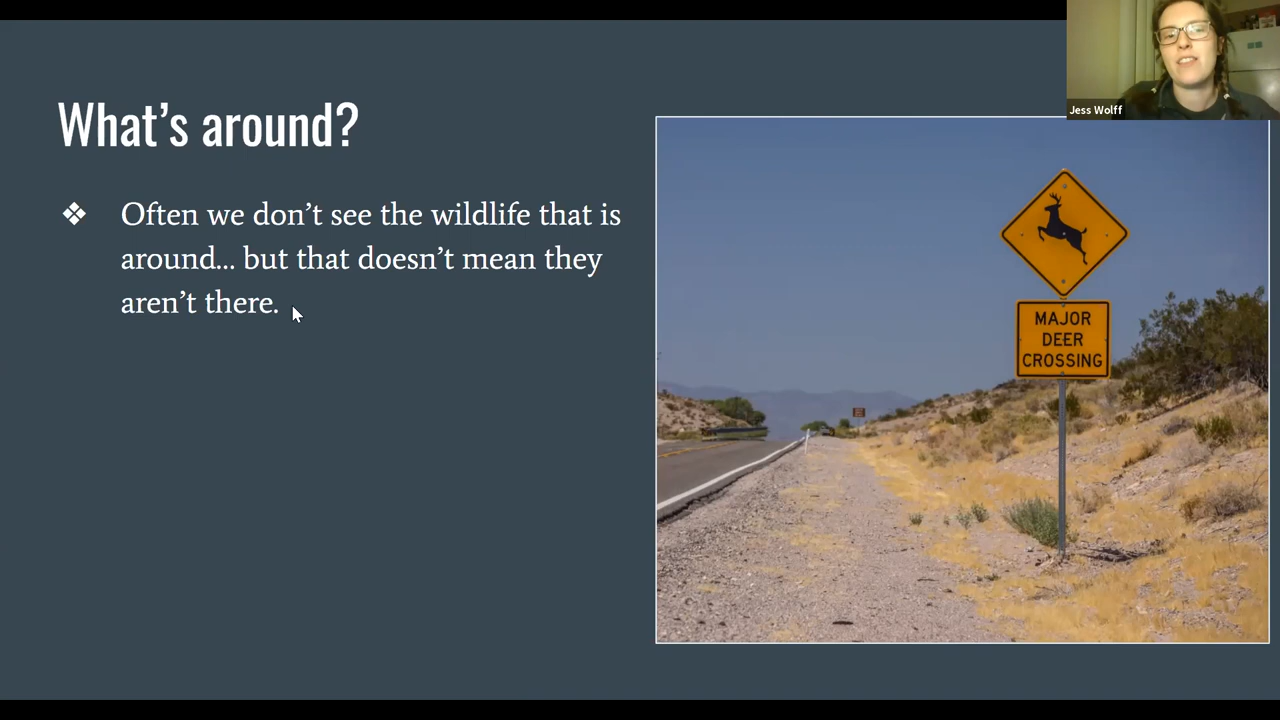 What's around?
❖ Often we don't see the wildlife that is
around... but that doesn't mean they
aren't there.
Jess Wolff
MAJOR
DEER
CROSSING